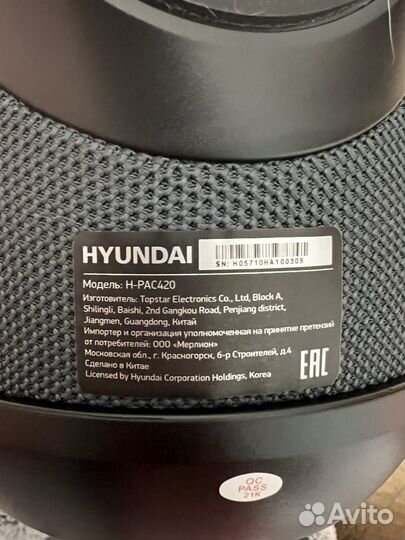 HYUNDAI
SN: H05710HA100305
Модель: H-PAC420
Изготовитель: Topstar Electronics Co., Ltd, Block A,
Shilingli, Baishi, 2nd Gangkou Road, Penjiang district,
Jiangmen, Guangdong, Китай
Импортер и организация уполномоченная на принятие претензий
от потребителей: ООО «Мерлион»
Московская обл., г. Красногорск, б-р Строителей, д.4
Сделано в Китае
Licensed by Hyundai Corporation Holdings, Korea
EAC
QC
PASS
21K
Avito